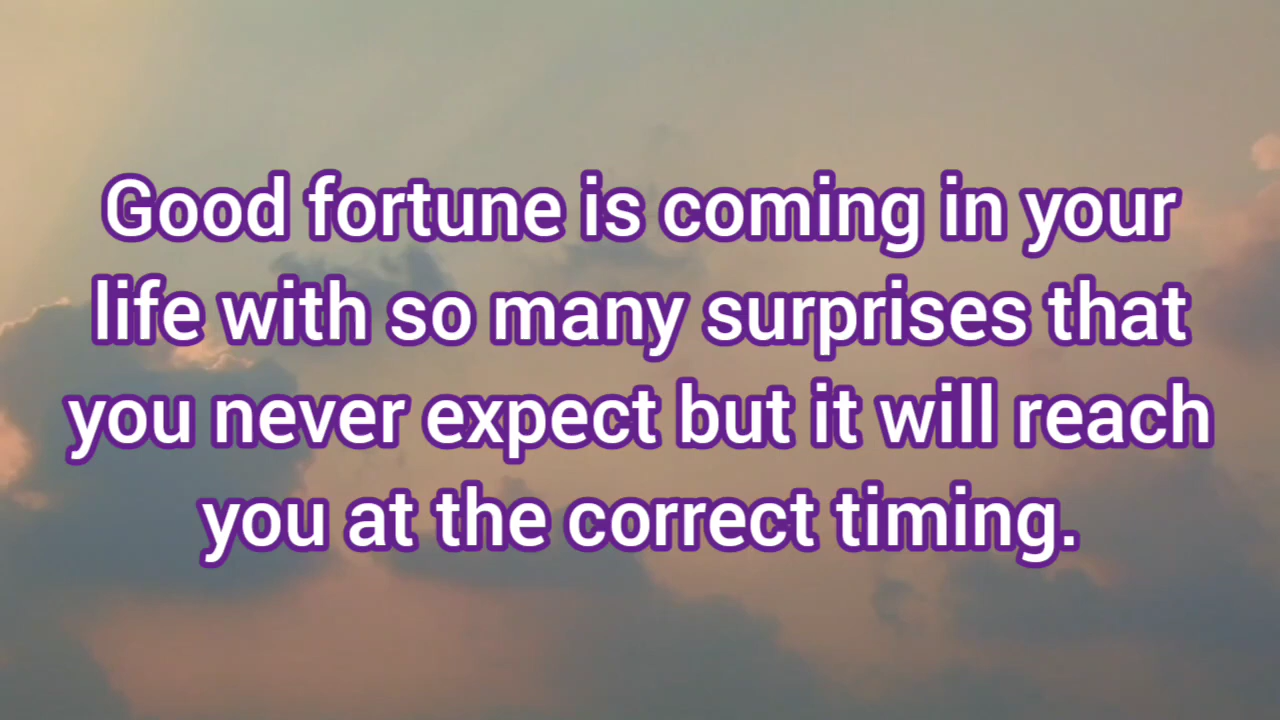 Good fortune is coming in your
life with so many surprises that
you never expect but it will reach
you at the correct timing.